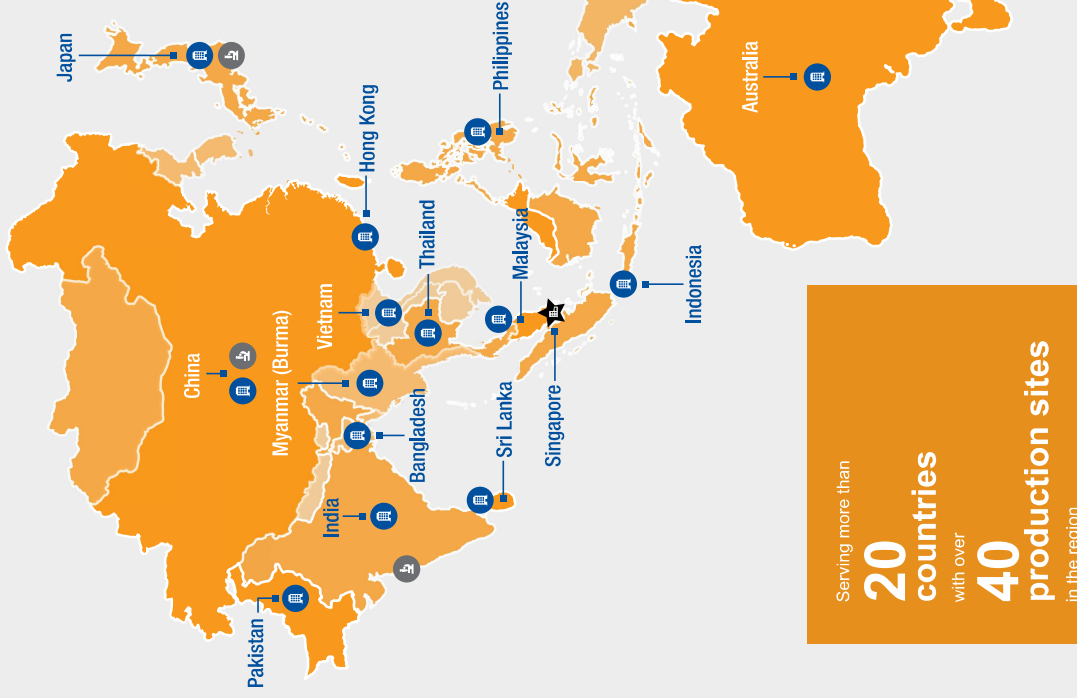 Japan
Hong Kong
Philippines
Australia
China
Vietnam
Thailand
Malaysia
Indonesia
Myanmar (Burma)
Bangladesh
Sri Lanka
Singapore
India
Pakistan
Serving more than
20
countries
with over
40
production sites
in the region